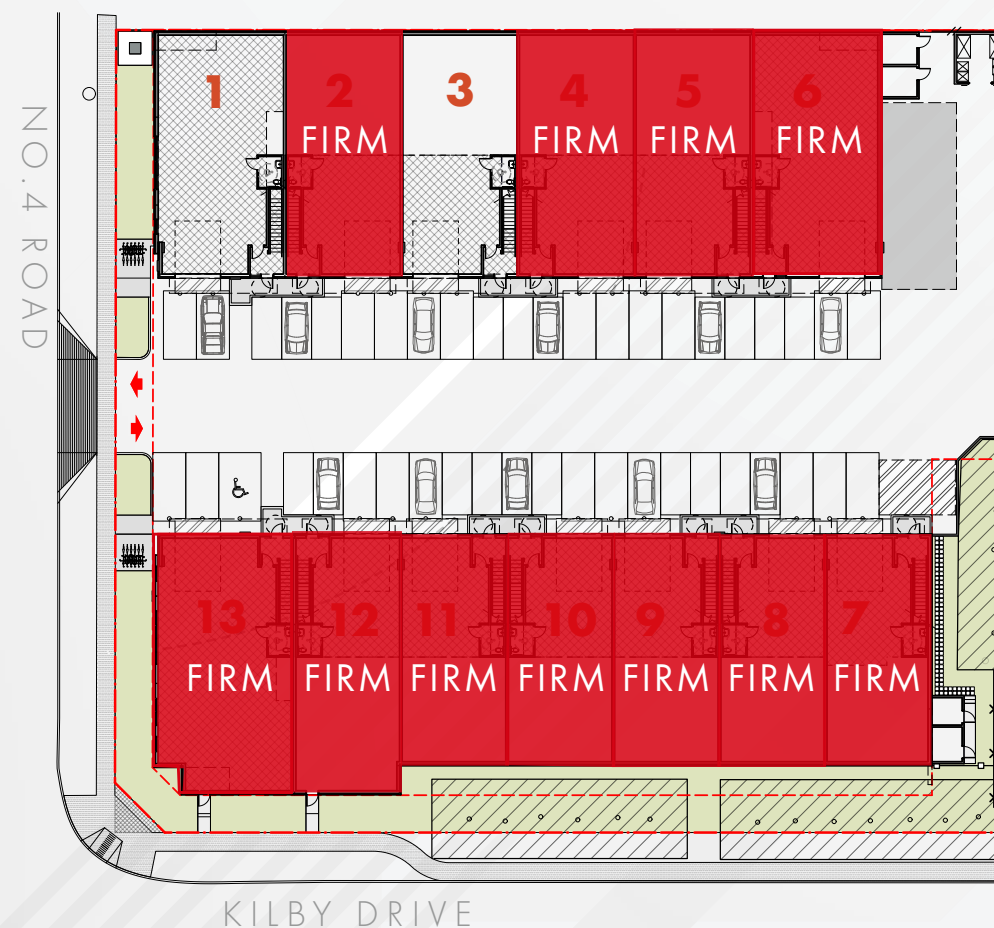 NO.4 ROAD
1
2
FIRM
3
4
FIRM
5
FIRM
6
FIRM
13
FIRM
12
FIRM
11
FIRM
10
FIRM
9
FIRM
8
FIRM
7
FIRM
KILBY DRIVE